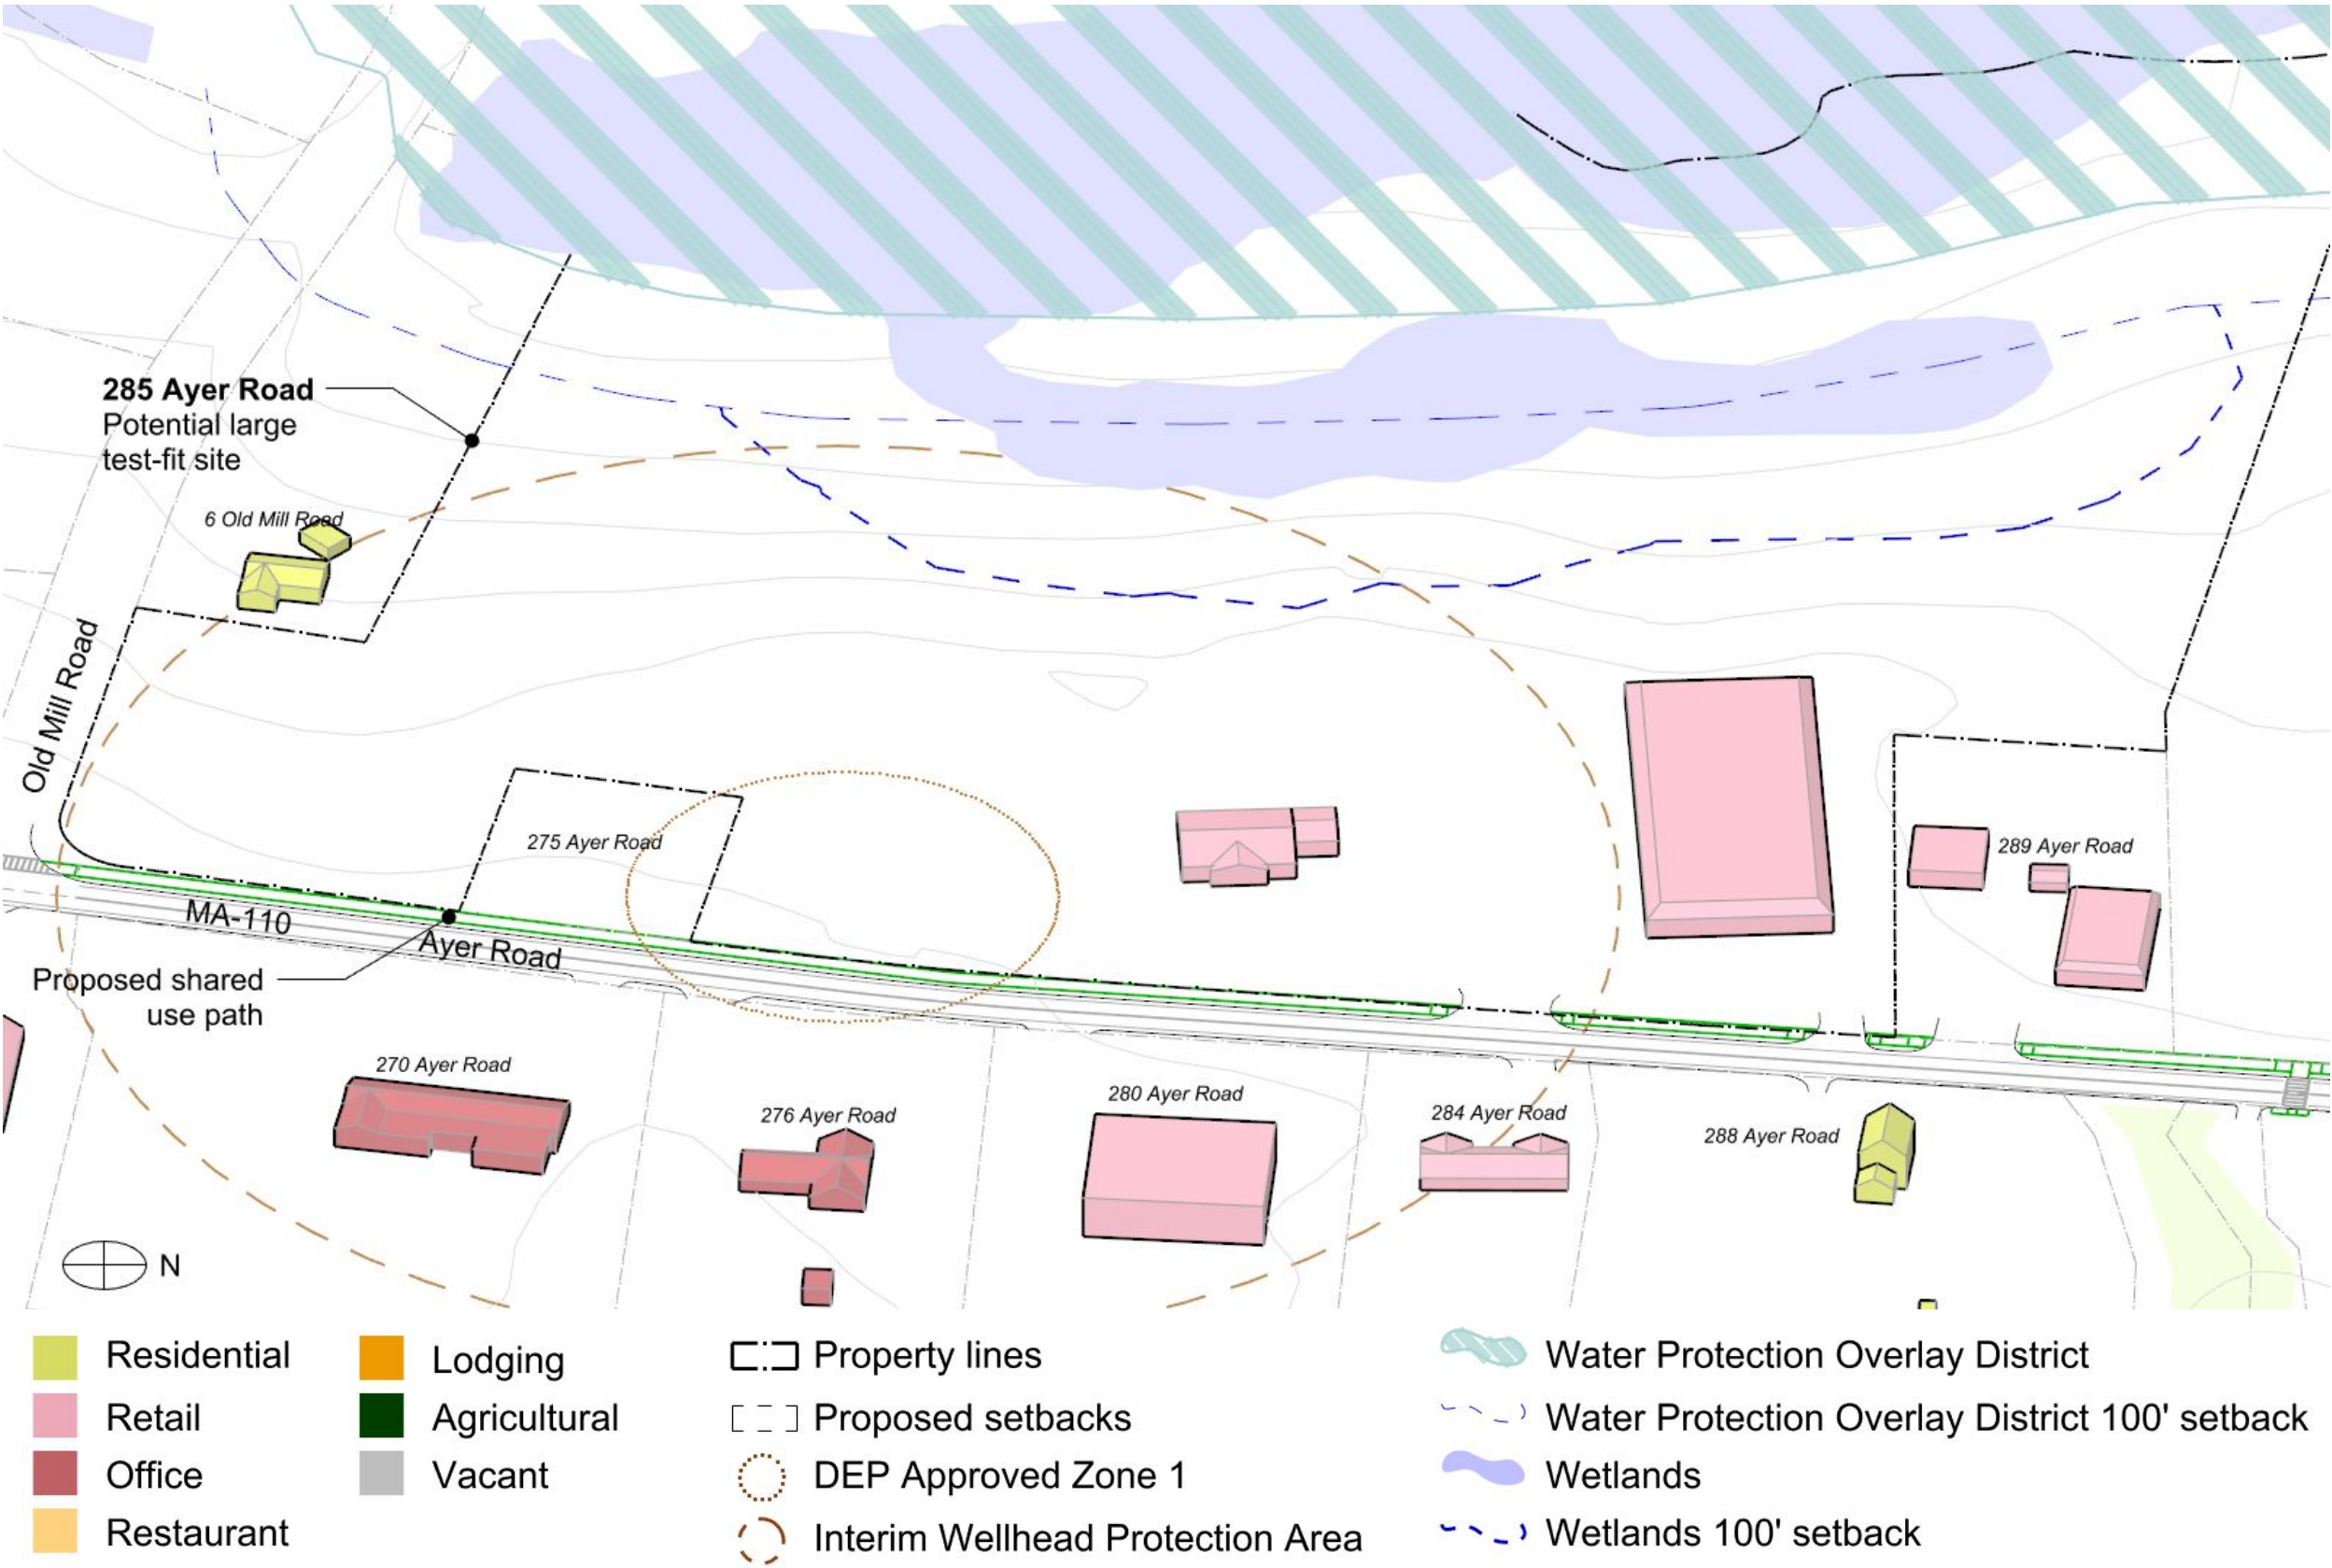 285 Ayer Road
Potential large
test-fit site
6 Old Mill Road
Old Mill Road
275 Ayer Road
289 Ayer Road
MA-110
Ayer Road
Proposed shared
use path
270 Ayer Road
276 Ayer Road
280 Ayer Road
284 Ayer Road
288 Ayer Road
N
Residential
Retail
Office
Restaurant
Lodging
Agricultural
Vacant
Property lines
Proposed setbacks
DEP Approved Zone 1
Interim Wellhead Protection Area
Water Protection Overlay District
Water Protection Overlay District 100' setback
Wetlands
Wetlands 100' setback